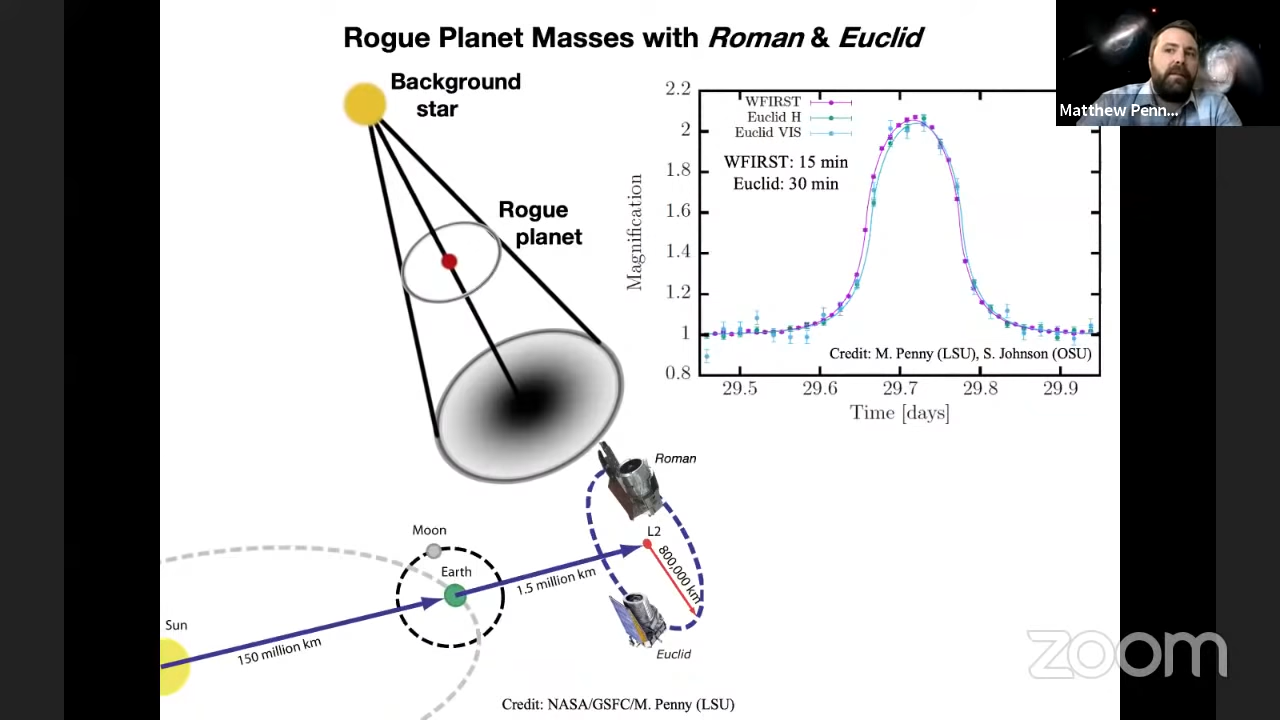 Rogue Planet Masses with Roman & Euclid
Matthew Penn...
Background
star
Rogue
planet
2.2
2
1.8
1.6
1.4
1.2
1
0.8
Magnification
WFIRST
Euclid H
Euclid VIS
WFIRST: 15 min
Euclid: 30 min
Credit: M. Penny (LSU), S. Johnson (OSU)
29.5 29.6 29.7 29.8 29.9
Time [days]
Roman
L2
800,000 km
Moon
Earth
1.5 million km
Sun
150 million km
Euclid
Credit: NASA/GSFC/M. Penny (LSU)
zoom